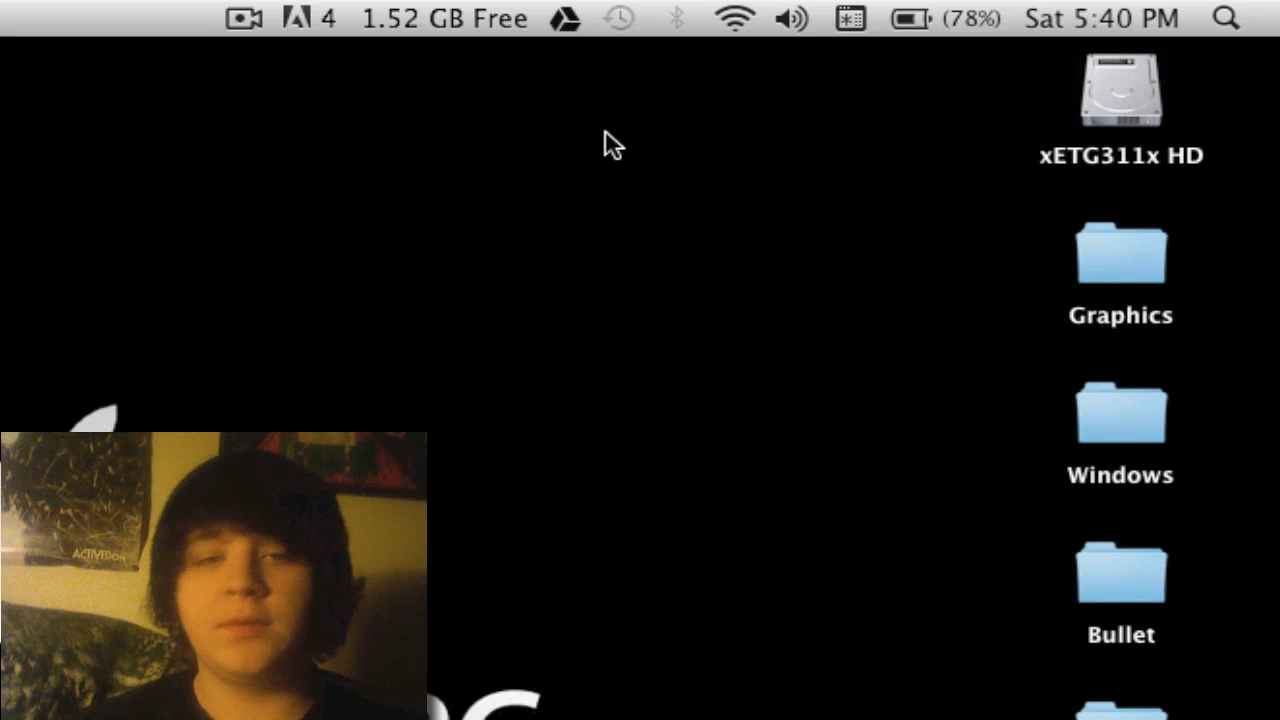 4 1.52 GB Free (78%) Sat 5:40 PM
xETG311x HD
Graphics
Windows
ACTIVISION
Bullet